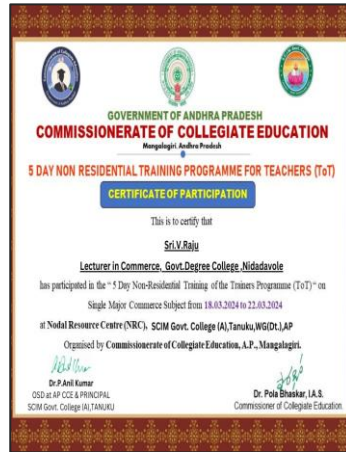 GOVERNMENT OF ANDHRA PRADESH
COMMISSIONERATE OF COLLEGIATE EDUCATION
Mangalagiri. Andhra Pradesh
5 DAY NON RESIDENTIAL TRAINING PROGRAMME FOR TEACHERS (ToT)
CERTIFICATE OF PARTICIPATION
This is to certify that
Sri.V.Raju
Lecturer in Commerce, Govt.Degree College ,Nidadavole
has participated in the " 5 Day Non-Residential Training of the Trainers Programme (ToT)" on
Single Major Commerce Subject from 18.03.2024 to 22.03.2024
at Nodal Resource Centre (NRC), SCIM Govt. College (A),Tanuku,WG(Dt.),AP
Organised by Commissionerate of Collegiate Education, A.P., Mangalagiri.
Dr.P.Anil Kumar
OSD at AP CCE & PRINCIPAL
SCIM Govt. College (A),TANUKU
Dr. Pola Bhaskar, I.A.S.
Commissioner of Collegiate Education